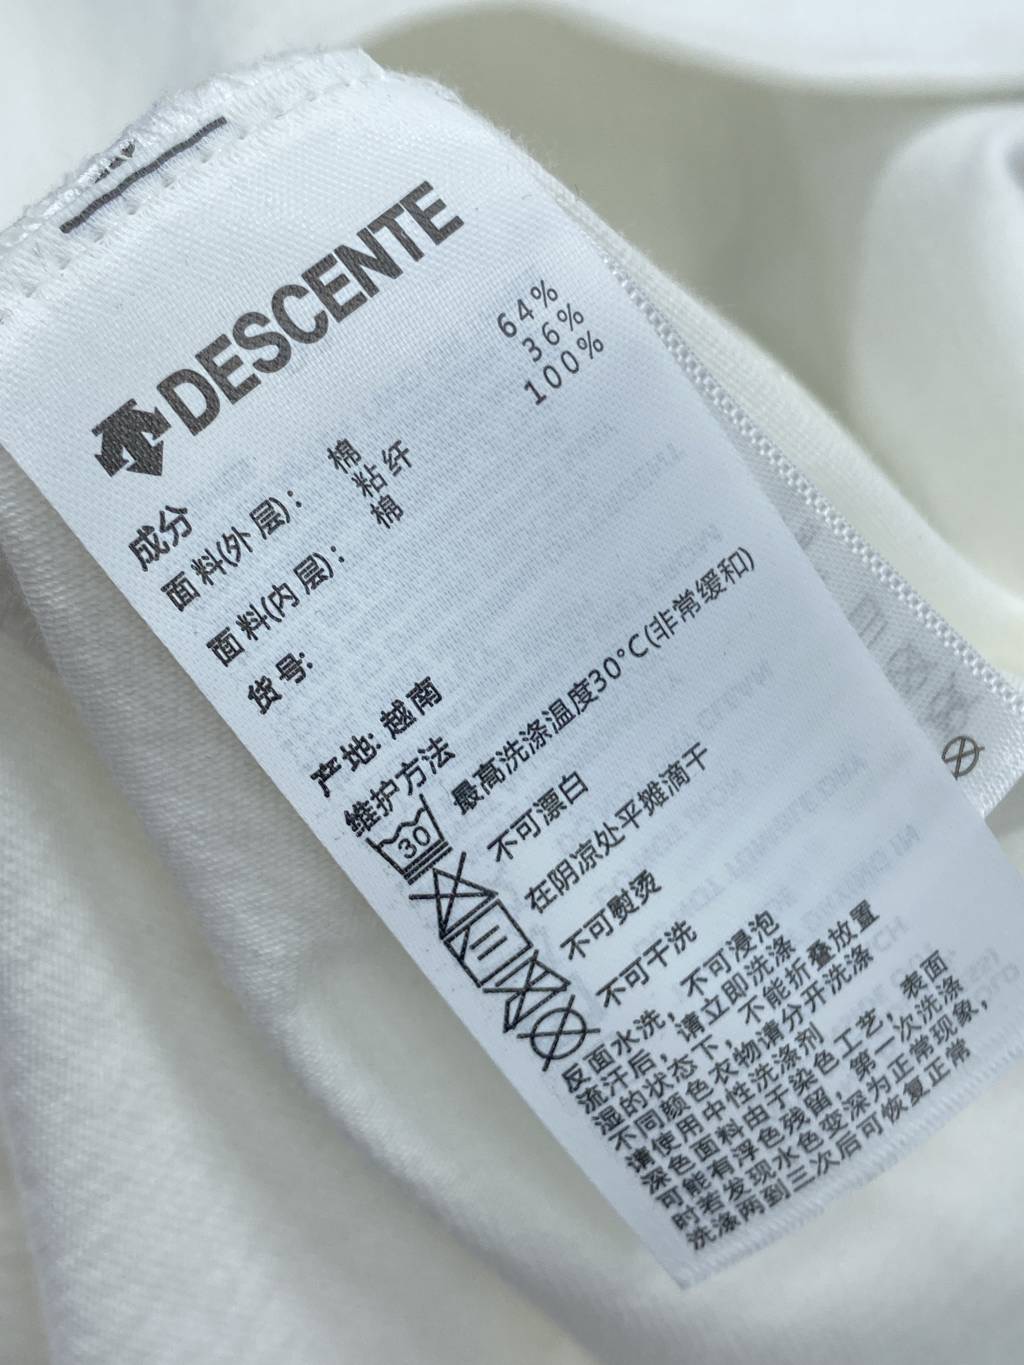 DESCENTE
成分
面料(外层): 棉 64%
粘纤 36%
面料(内层): 棉 100%
货号:
产地: 越南
维护方法
30 最高洗涤温度30°C(非常缓和)
不可漂白
在阴凉处平摊滴干
不可熨烫
不可干洗
反面水洗，不可浸泡
流汗后，请立即洗涤
湿的状态下，不能折叠放置
不同颜色衣物请分开洗涤
请使用中性洗涤剂
深色面料由于染色工艺，表面
可能有浮色残留，第一次洗涤
时若发现水色变深为正常现象，
洗涤两到三次后可恢复正常